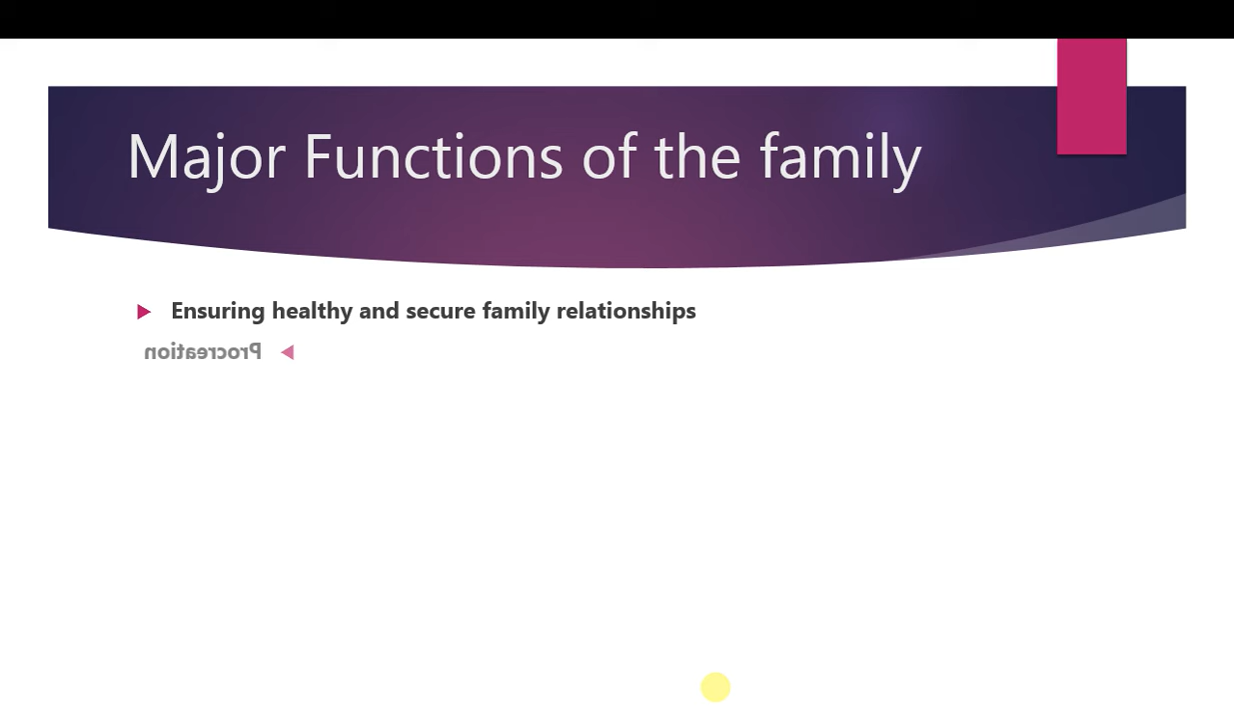 Major Functions of the family
Ensuring healthy and secure family relationships
Procreation